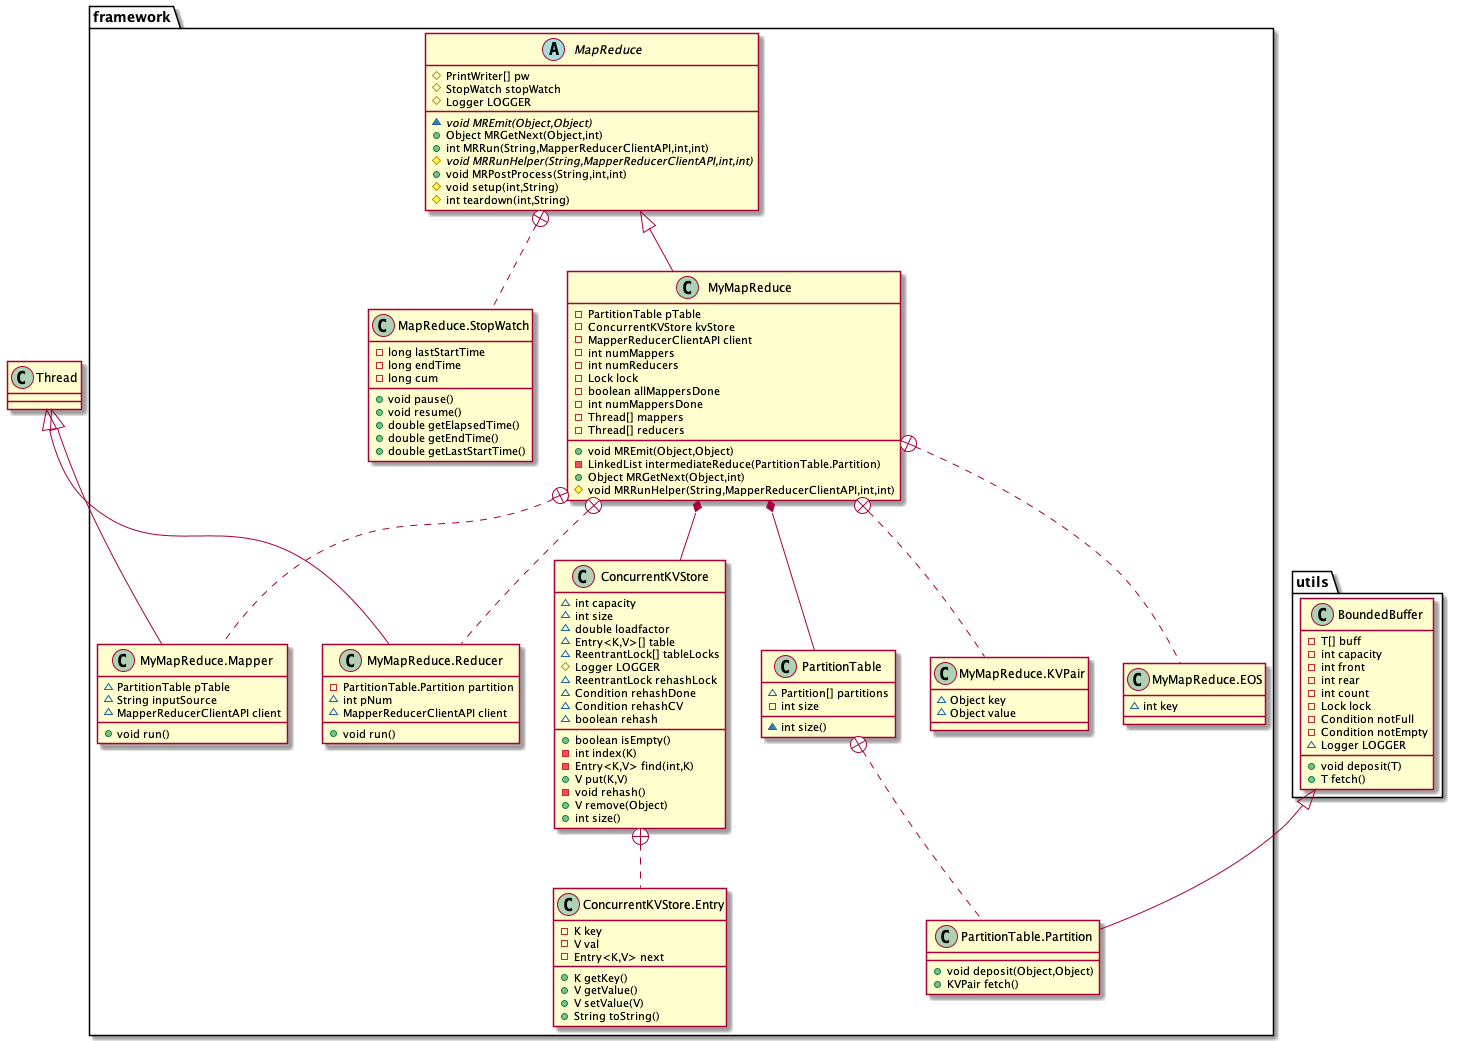 framework
A MapReduce
PrintWriter[] pw
StopWatch stopWatch
Logger LOGGER
void MREmit(Object,Object)
Object MRGetNext(Object,int)
int MRRun(String,MapperReducerClientAPI,int,int)
void MRRunHelper(String,MapperReducerClientAPI,int,int)
void MRPostProcess(String,int,int)
void setup(int,String)
int teardown(int,String)
C MyMapReduce
PartitionTable pTable
ConcurrentKVStore kvStore
MapperReducerClientAPI client
int numMappers
int numReducers
Lock lock
boolean allMappersDone
int numMappersDone
Thread[] mappers
Thread[] reducers
void MREmit(Object,Object)
LinkedList intermediateReduce(PartitionTable.Partition)
Object MRGetNext(Object,int)
void MRRunHelper(String,MapperReducerClientAPI,int,int)
C MapReduce.StopWatch
long lastStartTime
long endTime
long cum
void pause()
void resume()
double getElapsedTime()
double getEndTime()
double getLastStartTime()
C Thread
C MyMapReduce.Mapper
PartitionTable pTable
String inputSource
MapperReducerClientAPI client
void run()
C MyMapReduce.Reducer
PartitionTable.Partition partition
int pNum
MapperReducerClientAPI client
void run()
C ConcurrentKVStore
int capacity
int size
double loadfactor
Entry<K,V>[] table
ReentrantLock[] tableLocks
Logger LOGGER
ReentrantLock rehashLock
Condition rehashDone
Condition rehashCV
boolean rehash
boolean isEmpty()
int index(K)
Entry<K,V> find(int,K)
V put(K,V)
void rehash()
V remove(Object)
int size()
C PartitionTable
Partition[] partitions
int size
int size()
C MyMapReduce.KVPair
Object key
Object value
C MyMapReduce.EOS
int key
utils
C BoundedBuffer
T[] buff
int capacity
int front
int rear
int count
Lock lock
Condition notFull
Condition notEmpty
Logger LOGGER
void deposit(T)
T fetch()
C ConcurrentKVStore.Entry
K key
V val
Entry<K,V> next
K getKey()
V getValue()
V setValue(V)
String toString()
C PartitionTable.Partition
void deposit(Object,Object)
KVPair fetch()